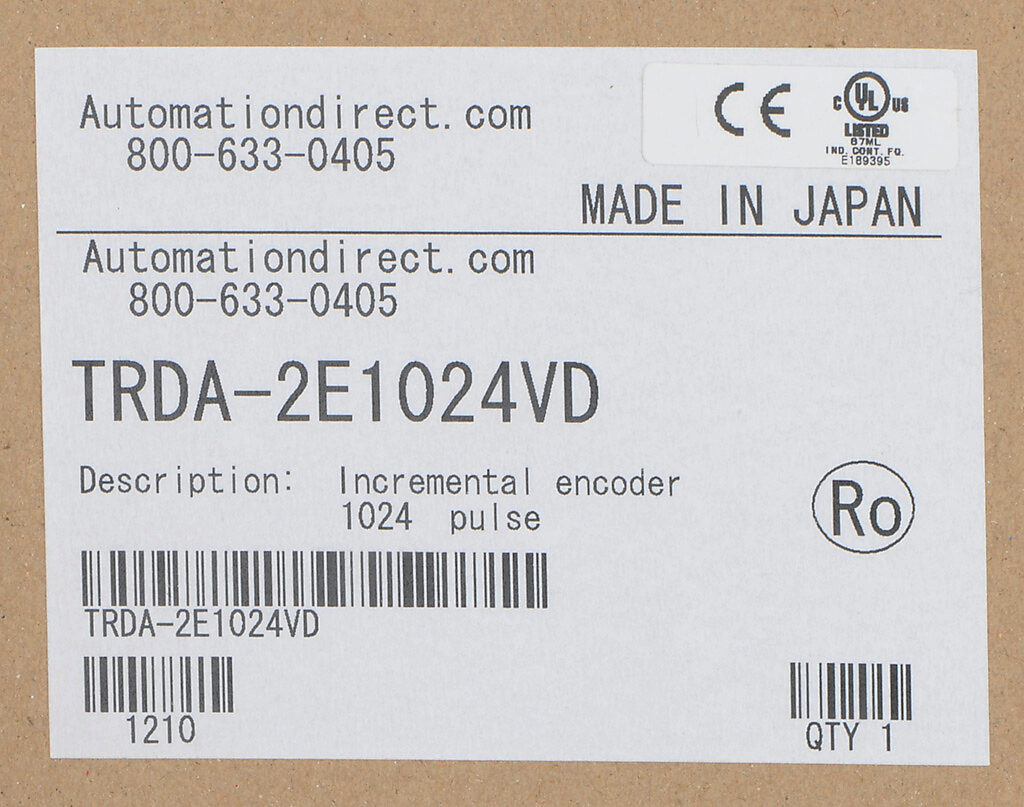 Automationdirect.com
800-633-0405
CE
C UL US
LISTED
87ML
IND. CONT. FQ.
E189395
MADE IN JAPAN
Automationdirect.com
800-633-0405
TRDA-2E1024VD
Description: Incremental encoder
1024 pulse
Ro
TRDA-2E1024VD
1210
QTY 1